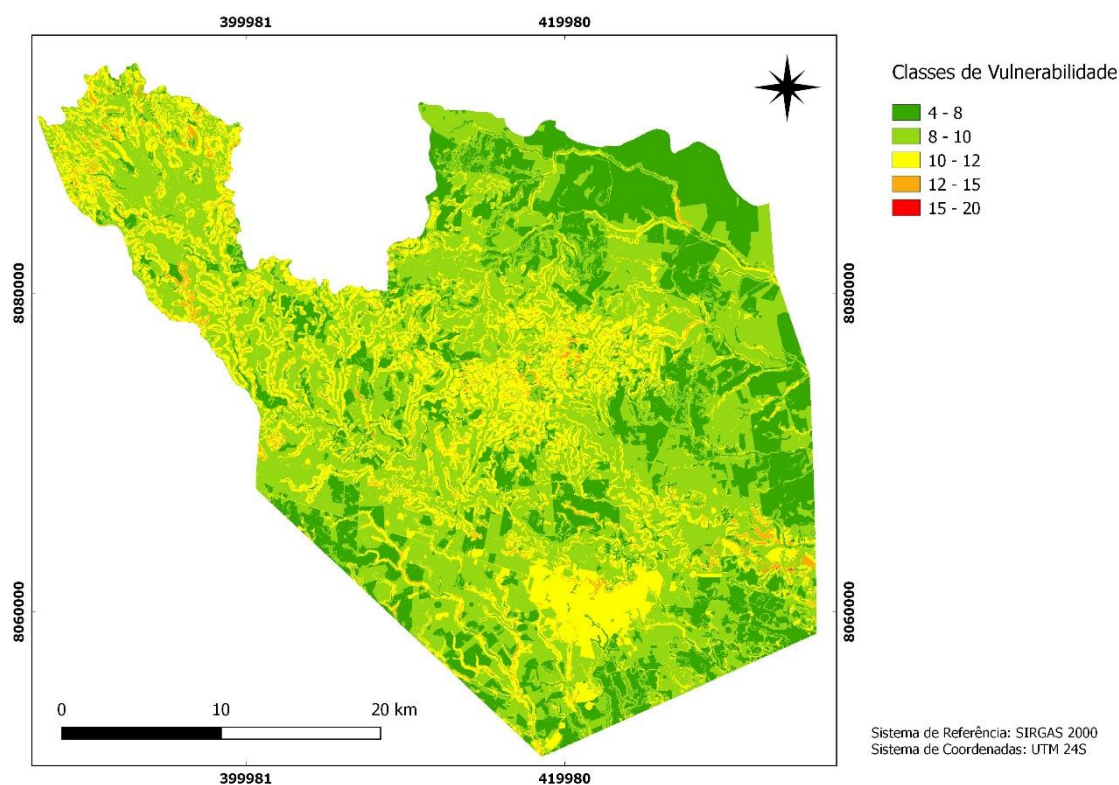 399981
419980
Classes de Vulnerabilidade
4 - 8
8 - 10
10 - 12
12 - 15
15 - 20
8080000
8080000
8060000
8060000
0
10
20 km
Sistema de Referência: SIRGAS 2000
Sistema de Coordenadas: UTM 24S
399981
419980